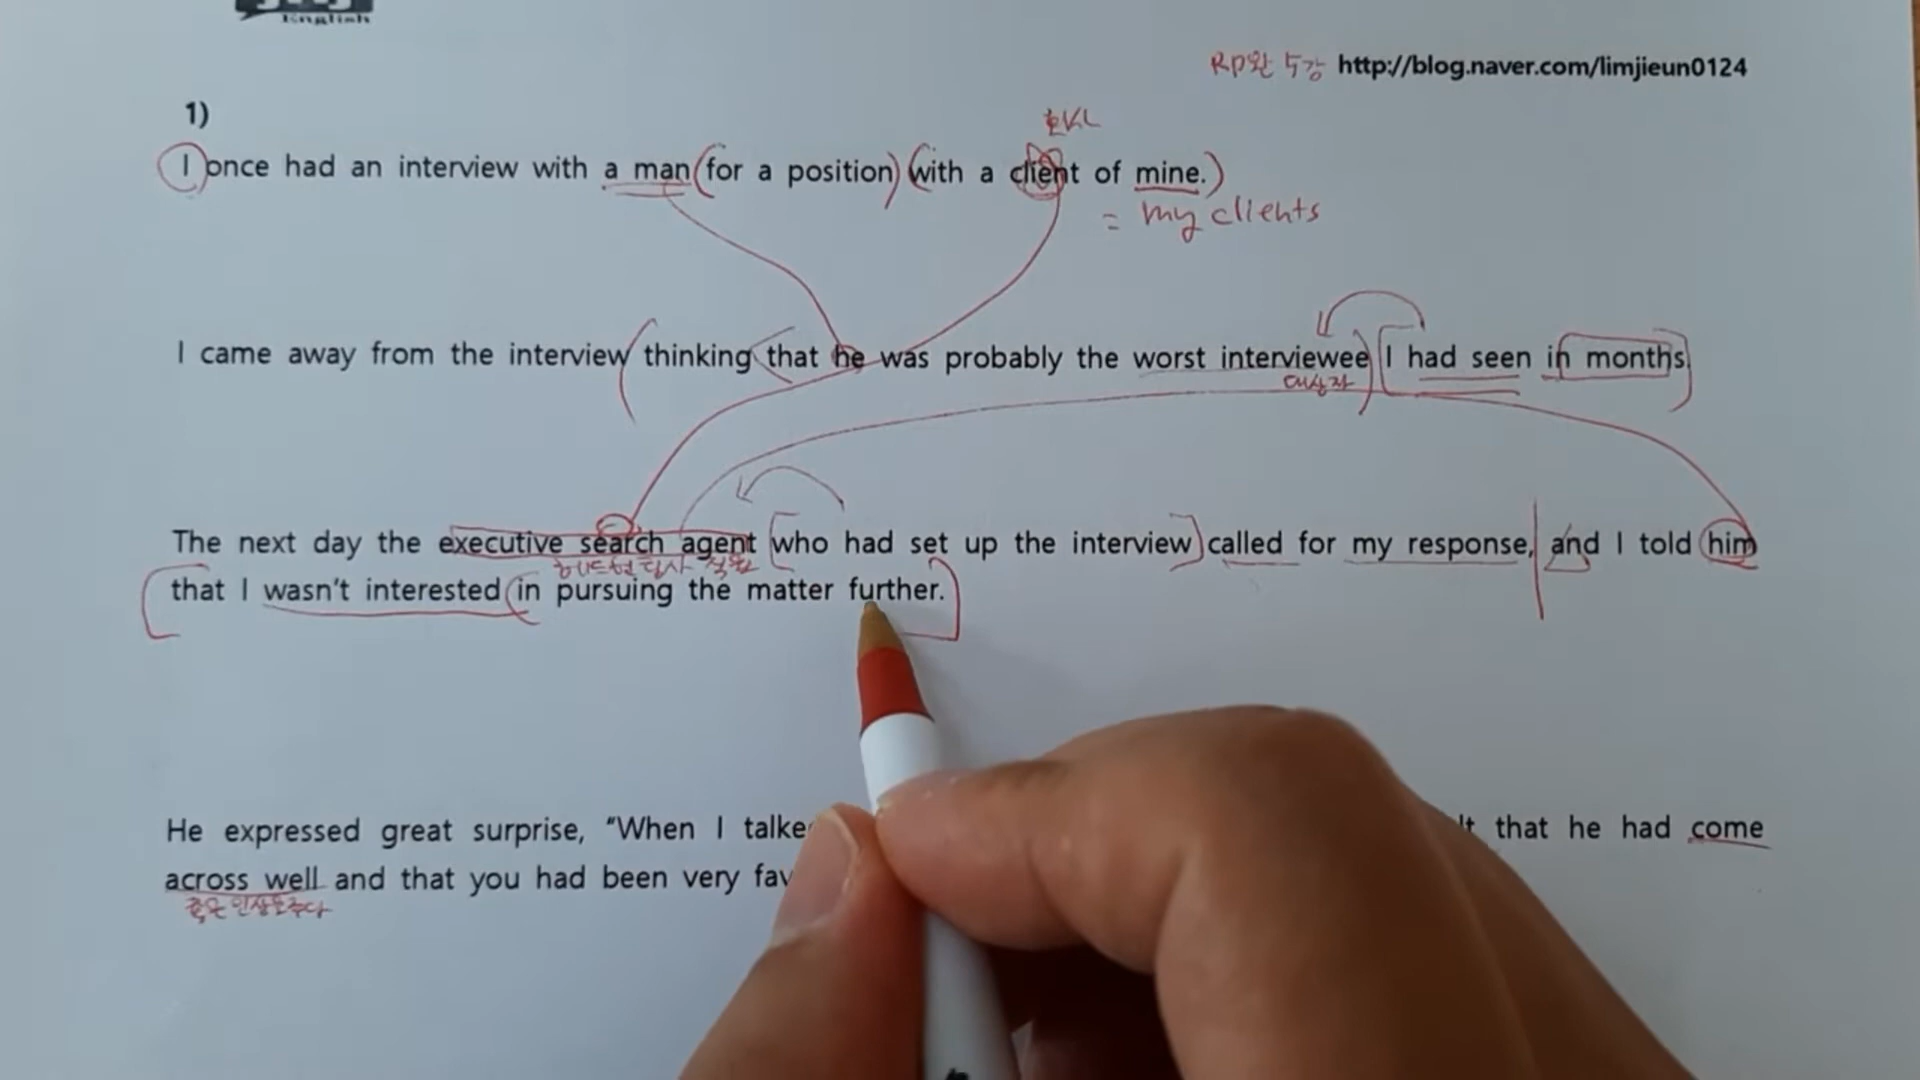 English
RP완 5강 http://blog.naver.com/limjieun0124
1)
I once had an interview with a man for a position with a client of mine.
= my clients
I came away from the interview thinking that he was probably the worst interviewee I had seen in months
대상자
The next day the executive search agent who had set up the interview called for my response, and I told him
that I wasn't interested in pursuing the matter further.
He expressed great surprise, "When I talke that he had come
across well and that you had been very fav
좋은 인상을 주다